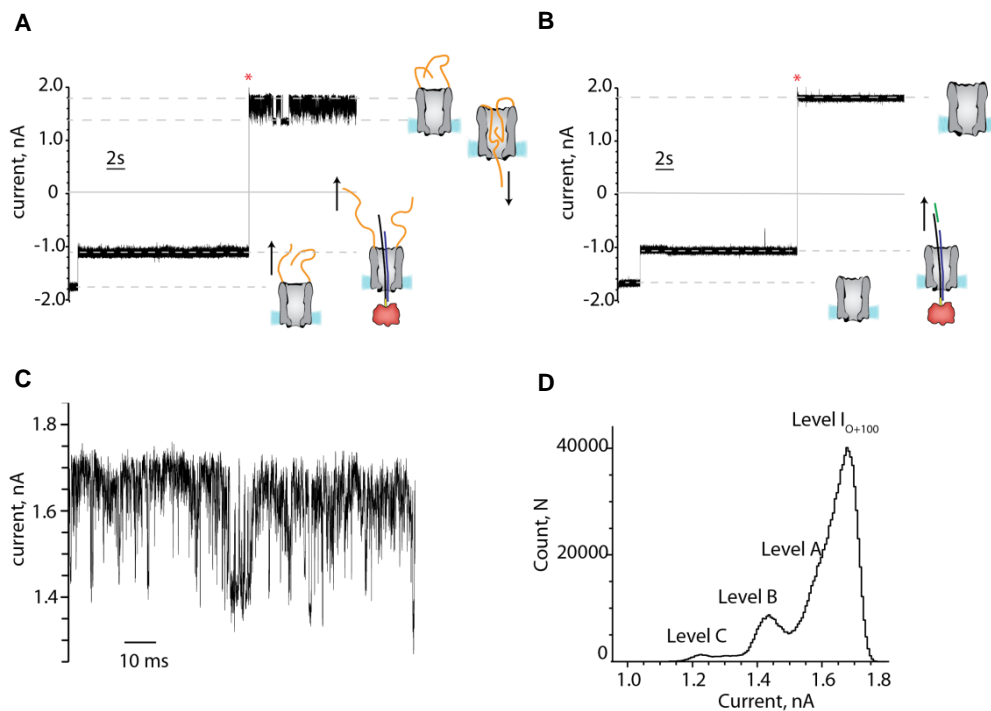 A
current, nA
2.0
1.0
0
-1.0
-2.0
2s
*
B
current, nA
2.0
1.0
0
-1.0
-2.0
2s
*
C
current, nA
1.8
1.6
1.4
10 ms
D
Count, N
40000
20000
0
Level I_{O+100}
Level A
Level B
Level C
1.0 1.2 1.4 1.6 1.8
Current, nA